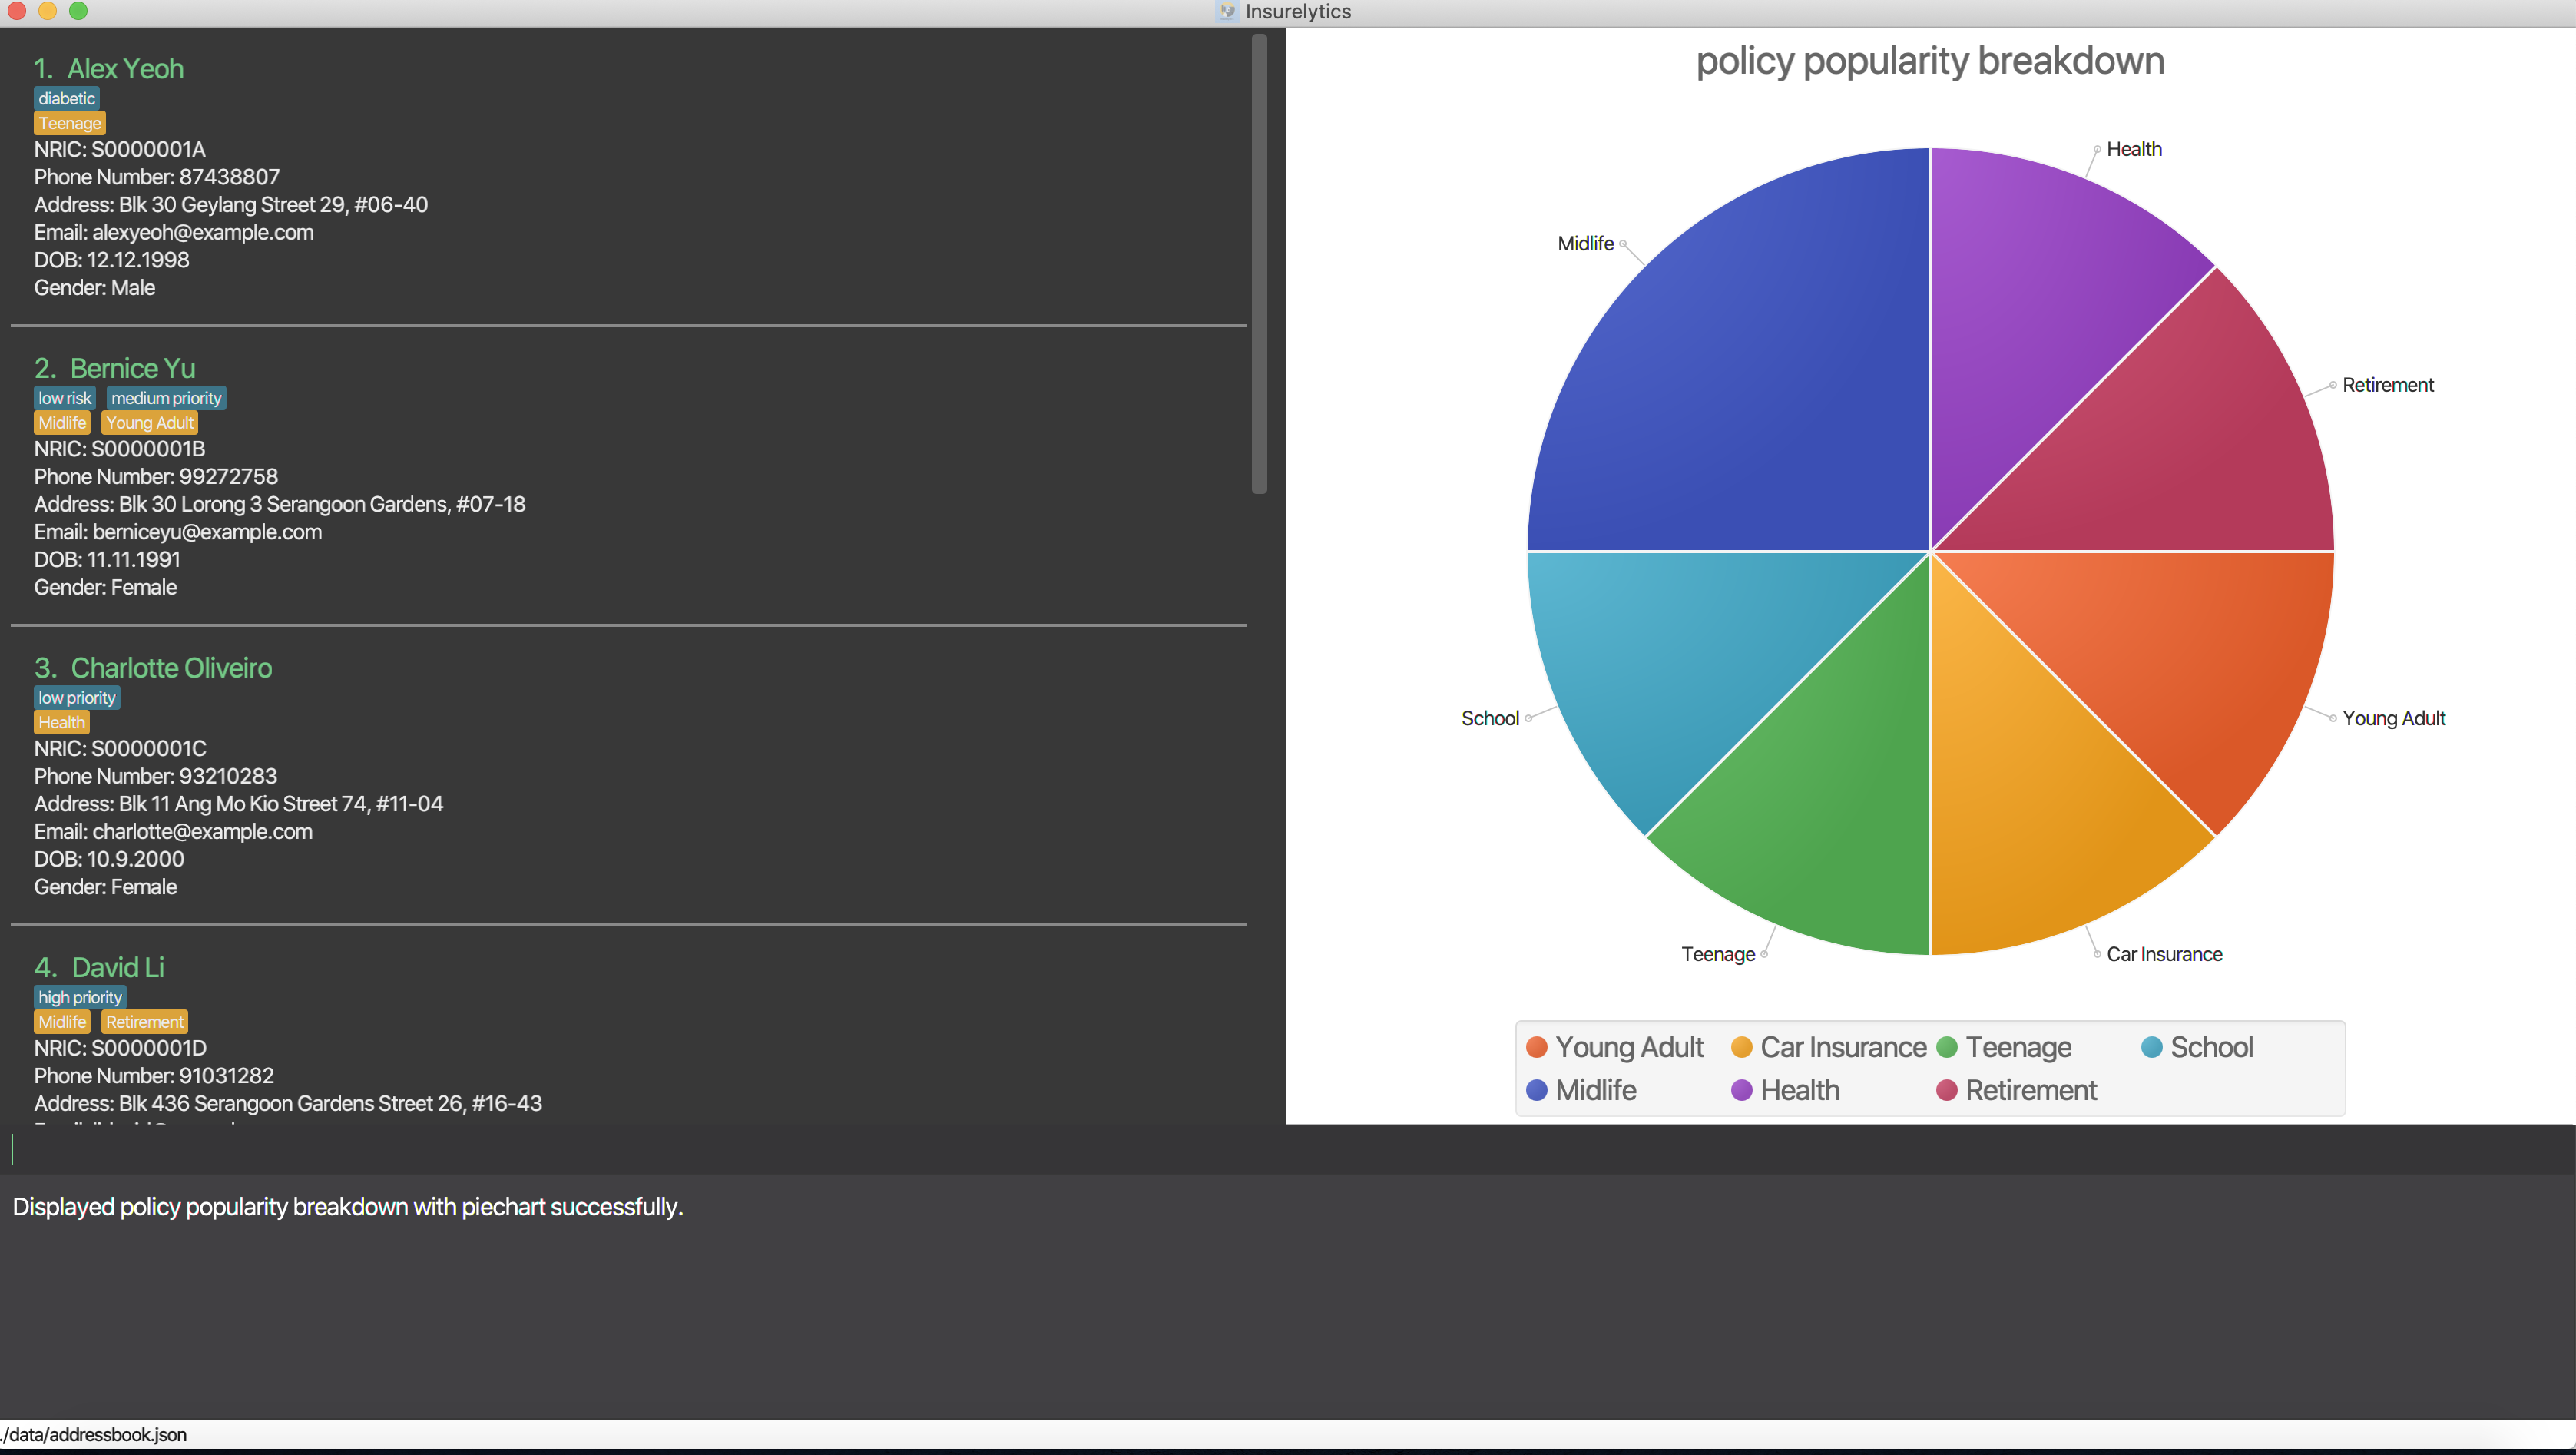 Insurelytics
1. Alex Yeoh
diabetic
Teenage
NRIC: S0000001A
Phone Number: 87438807
Address: Blk 30 Geylang Street 29, #06-40
Email: alexyeoh@example.com
DOB: 12.12.1998
Gender: Male
2. Bernice Yu
low risk medium priority
Midlife Young Adult
NRIC: S0000001B
Phone Number: 99272758
Address: Blk 30 Lorong 3 Serangoon Gardens, #07-18
Email: berniceyu@example.com
DOB: 11.11.1991
Gender: Female
3. Charlotte Oliveiro
low priority
Health
NRIC: S0000001C
Phone Number: 93210283
Address: Blk 11 Ang Mo Kio Street 74, #11-04
Email: charlotte@example.com
DOB: 10.9.2000
Gender: Female
4. David Li
high priority
Midlife Retirement
NRIC: S0000001D
Phone Number: 91031282
Address: Blk 436 Serangoon Gardens Street 26, #16-43
policy popularity breakdown
Health
Midlife
Retirement
School
Young Adult
Teenage
Car Insurance
Young Adult Car Insurance Teenage School
Midlife Health Retirement
Displayed policy popularity breakdown with piechart successfully.
./data/addressbook.json